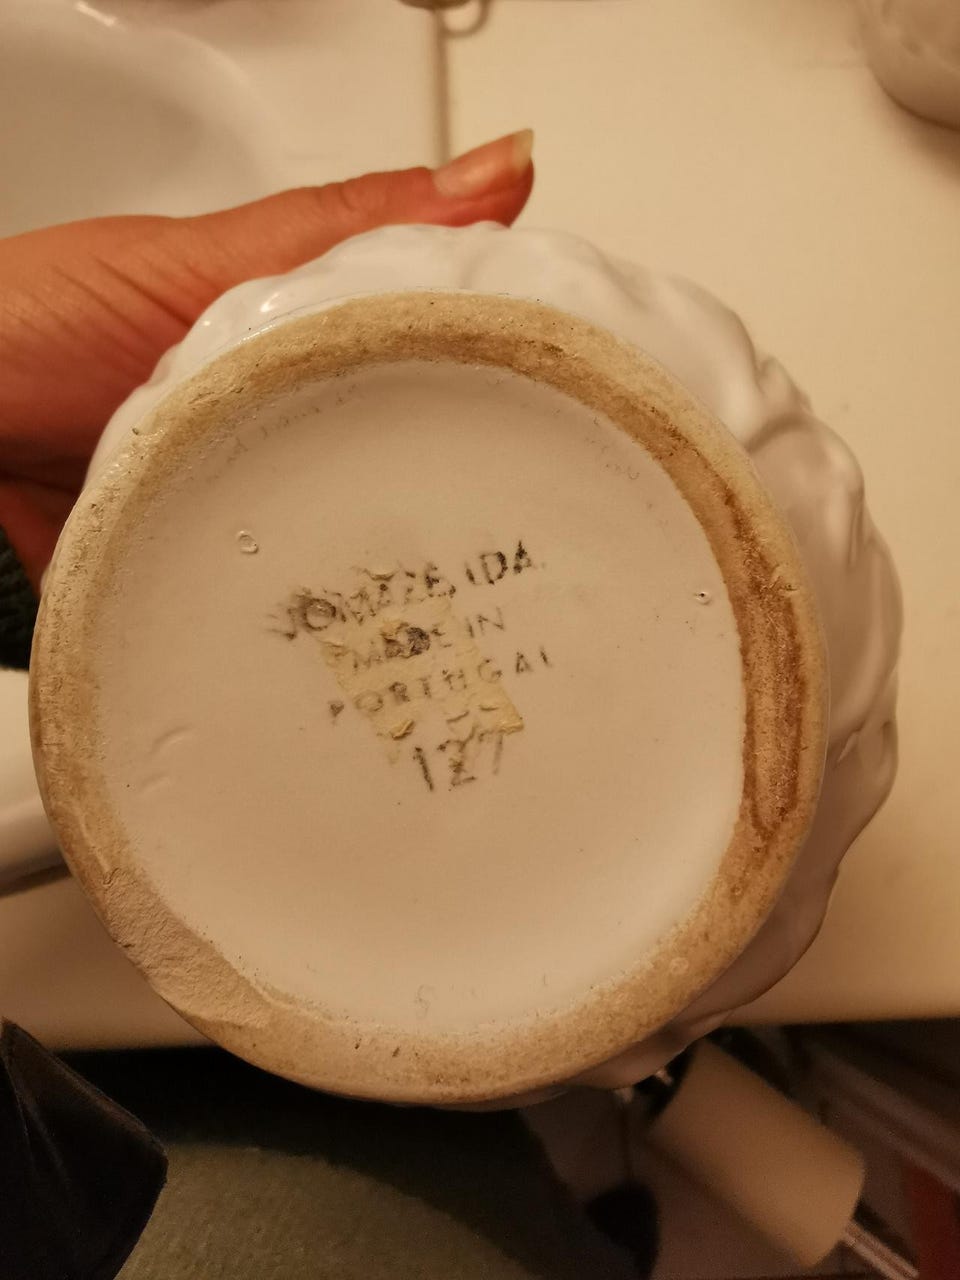 JOMAZE, LDA.
MADE IN
PORTUGAL
127